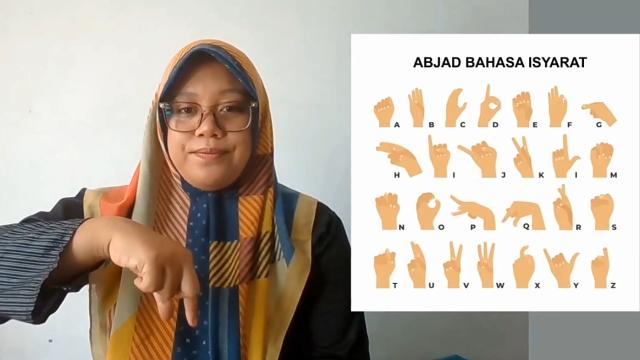 ABJAD BAHASA ISYARAT
A B C D E F G
H I J K I M
N O P Q R S
T U V W X Y Z